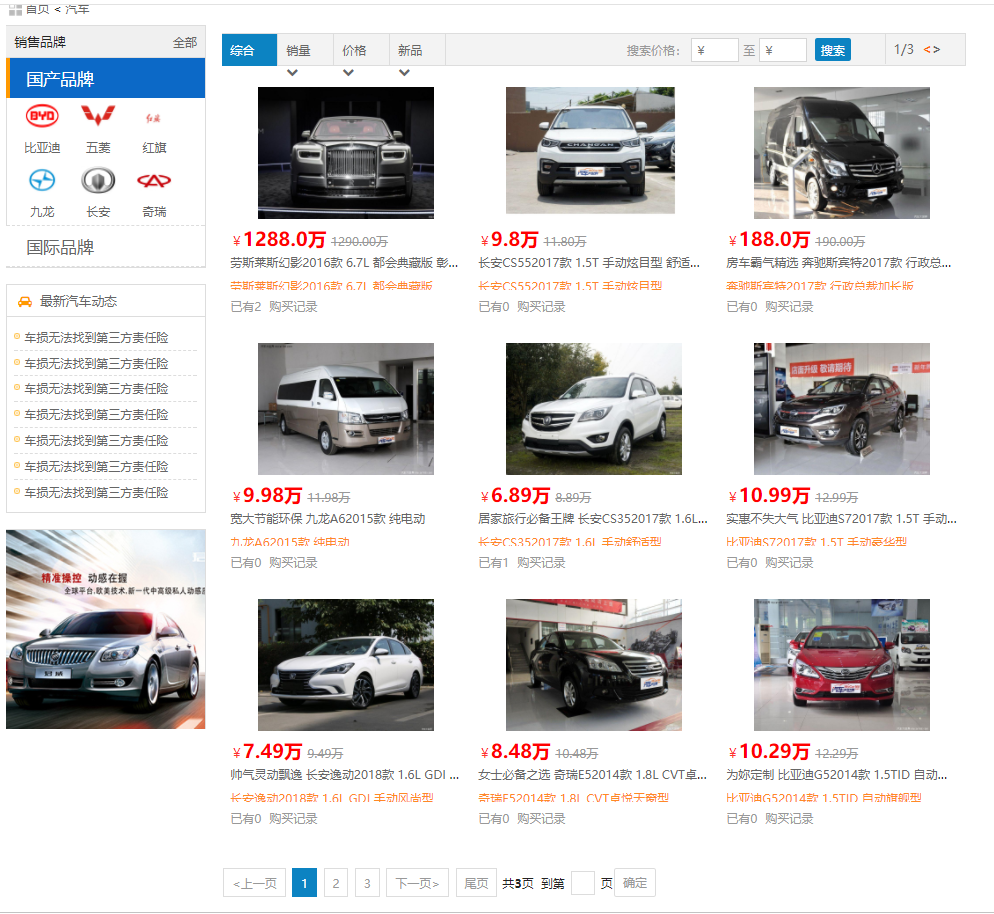 首页 < 汽车
销售品牌 全部
国产品牌
BYD
比亚迪 五菱 红旗
九龙 长安 奇瑞
国际品牌
最新汽车动态
车损无法找到第三方责任险
车损无法找到第三方责任险
车损无法找到第三方责任险
车损无法找到第三方责任险
车损无法找到第三方责任险
车损无法找到第三方责任险
车损无法找到第三方责任险
精准操控 动感在握
全球平台,欧美技术,新一代中高级私人动感座
综合 销量 价格 新品 搜索价格: ¥ 至 ¥ 搜索 1/3 < >
CHANGAN
¥1288.0万 1290.00万
劳斯莱斯幻影2016款 6.7L 都会典藏版 彰...
劳斯莱斯幻影2016款 6.7L 都会典藏版
已有2 购买记录
¥9.8万 11.80万
长安CS552017款 1.5T 手动炫目型 舒适...
长安CS552017款 1.5T 手动炫目型
已有0 购买记录
¥188.0万 190.00万
房车霸气精选 奔驰斯宾特2017款 行政总...
奔驰斯宾特2017款 行政总裁加长版
已有0 购买记录
店面升级 敬请期待
¥9.98万 11.98万
宽大节能环保 九龙A62015款 纯电动
九龙A62015款 纯电动
已有0 购买记录
¥6.89万 8.89万
居家旅行必备王牌 长安CS352017款 1.6L...
长安CS352017款 1.6L 手动舒适型
已有1 购买记录
¥10.99万 12.99万
实惠不失大气 比亚迪S72017款 1.5T 手动...
比亚迪S72017款 1.5T 手动豪华型
已有0 购买记录
¥7.49万 9.49万
帅气灵动飘逸 长安逸动2018款 1.6L GDI ...
长安逸动2018款 1.6L GDI 手动风尚型
已有0 购买记录
¥8.48万 10.48万
女士必备之选 奇瑞E52014款 1.8L CVT卓...
奇瑞E52014款 1.8L CVT卓悦天窗型
已有0 购买记录
¥10.29万 12.29万
为妳定制 比亚迪G52014款 1.5TID 自动...
比亚迪G52014款 1.5TID 自动旗舰型
已有0 购买记录
<上一页 1 2 3 下一页> 尾页 共3页 到第 页 确定